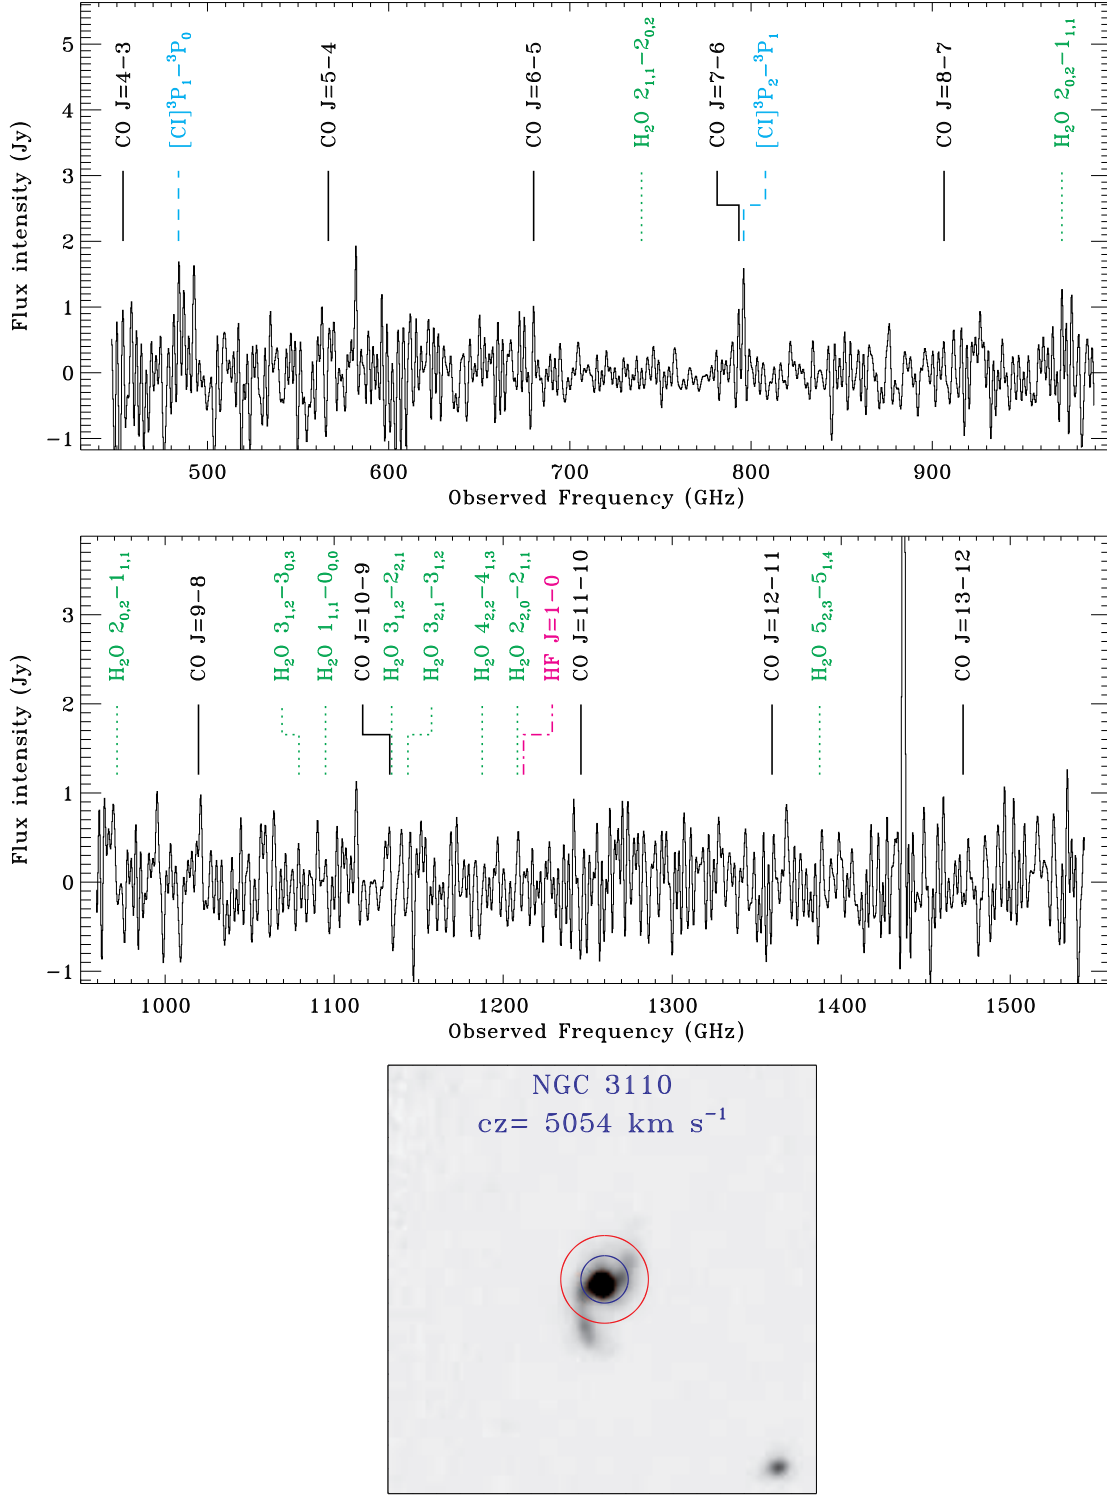 CO J=4−3
[CI]³P₁−³P₀
CO J=5−4
CO J=6−5
H₂O 2₁,₁−2₀,₂
CO J=7−6
[CI]³P₂−³P₁
CO J=8−7
H₂O 2₀,₂−1₁,₁
Flux intensity (Jy)
5
4
3
2
1
0
−1
500 600 700 800 900
Observed Frequency (GHz)
H₂O 2₀,₂−1₁,₁
CO J=9−8
H₂O 3₁,₂−3₀,₃
H₂O 1₁,₁−0₀,₀
CO J=10−9
H₂O 3₁,₂−2₂,₁
H₂O 3₂,₁−3₁,₂
H₂O 4₂,₂−4₁,₃
H₂O 2₂,₀−2₁,₁
HF J=1−0
CO J=11−10
CO J=12−11
H₂O 5₂,₃−5₁,₄
CO J=13−12
Flux intensity (Jy)
3
2
1
0
−1
1000 1100 1200 1300 1400 1500
Observed Frequency (GHz)
NGC 3110
cz= 5054 km s⁻¹